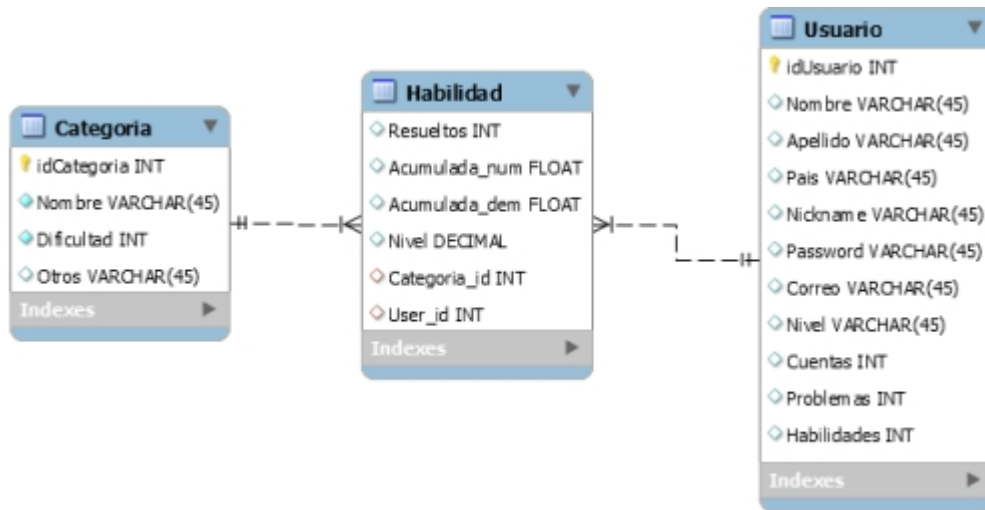 Categoria
idCategoria INT
Nombre VARCHAR(45)
Dificultad INT
Otros VARCHAR(45)
Indexes
Habilidad
Resueltos INT
Acumulada_num FLOAT
Acumulada_dem FLOAT
Nivel DECIMAL
Categoria_id INT
User_id INT
Indexes
Usuario
idUsuario INT
Nombre VARCHAR(45)
Apellido VARCHAR(45)
Pais VARCHAR(45)
Nickname VARCHAR(45)
Password VARCHAR(45)
Correo VARCHAR(45)
Nivel VARCHAR(45)
Cuentas INT
Problemas INT
Habilidades INT
Indexes